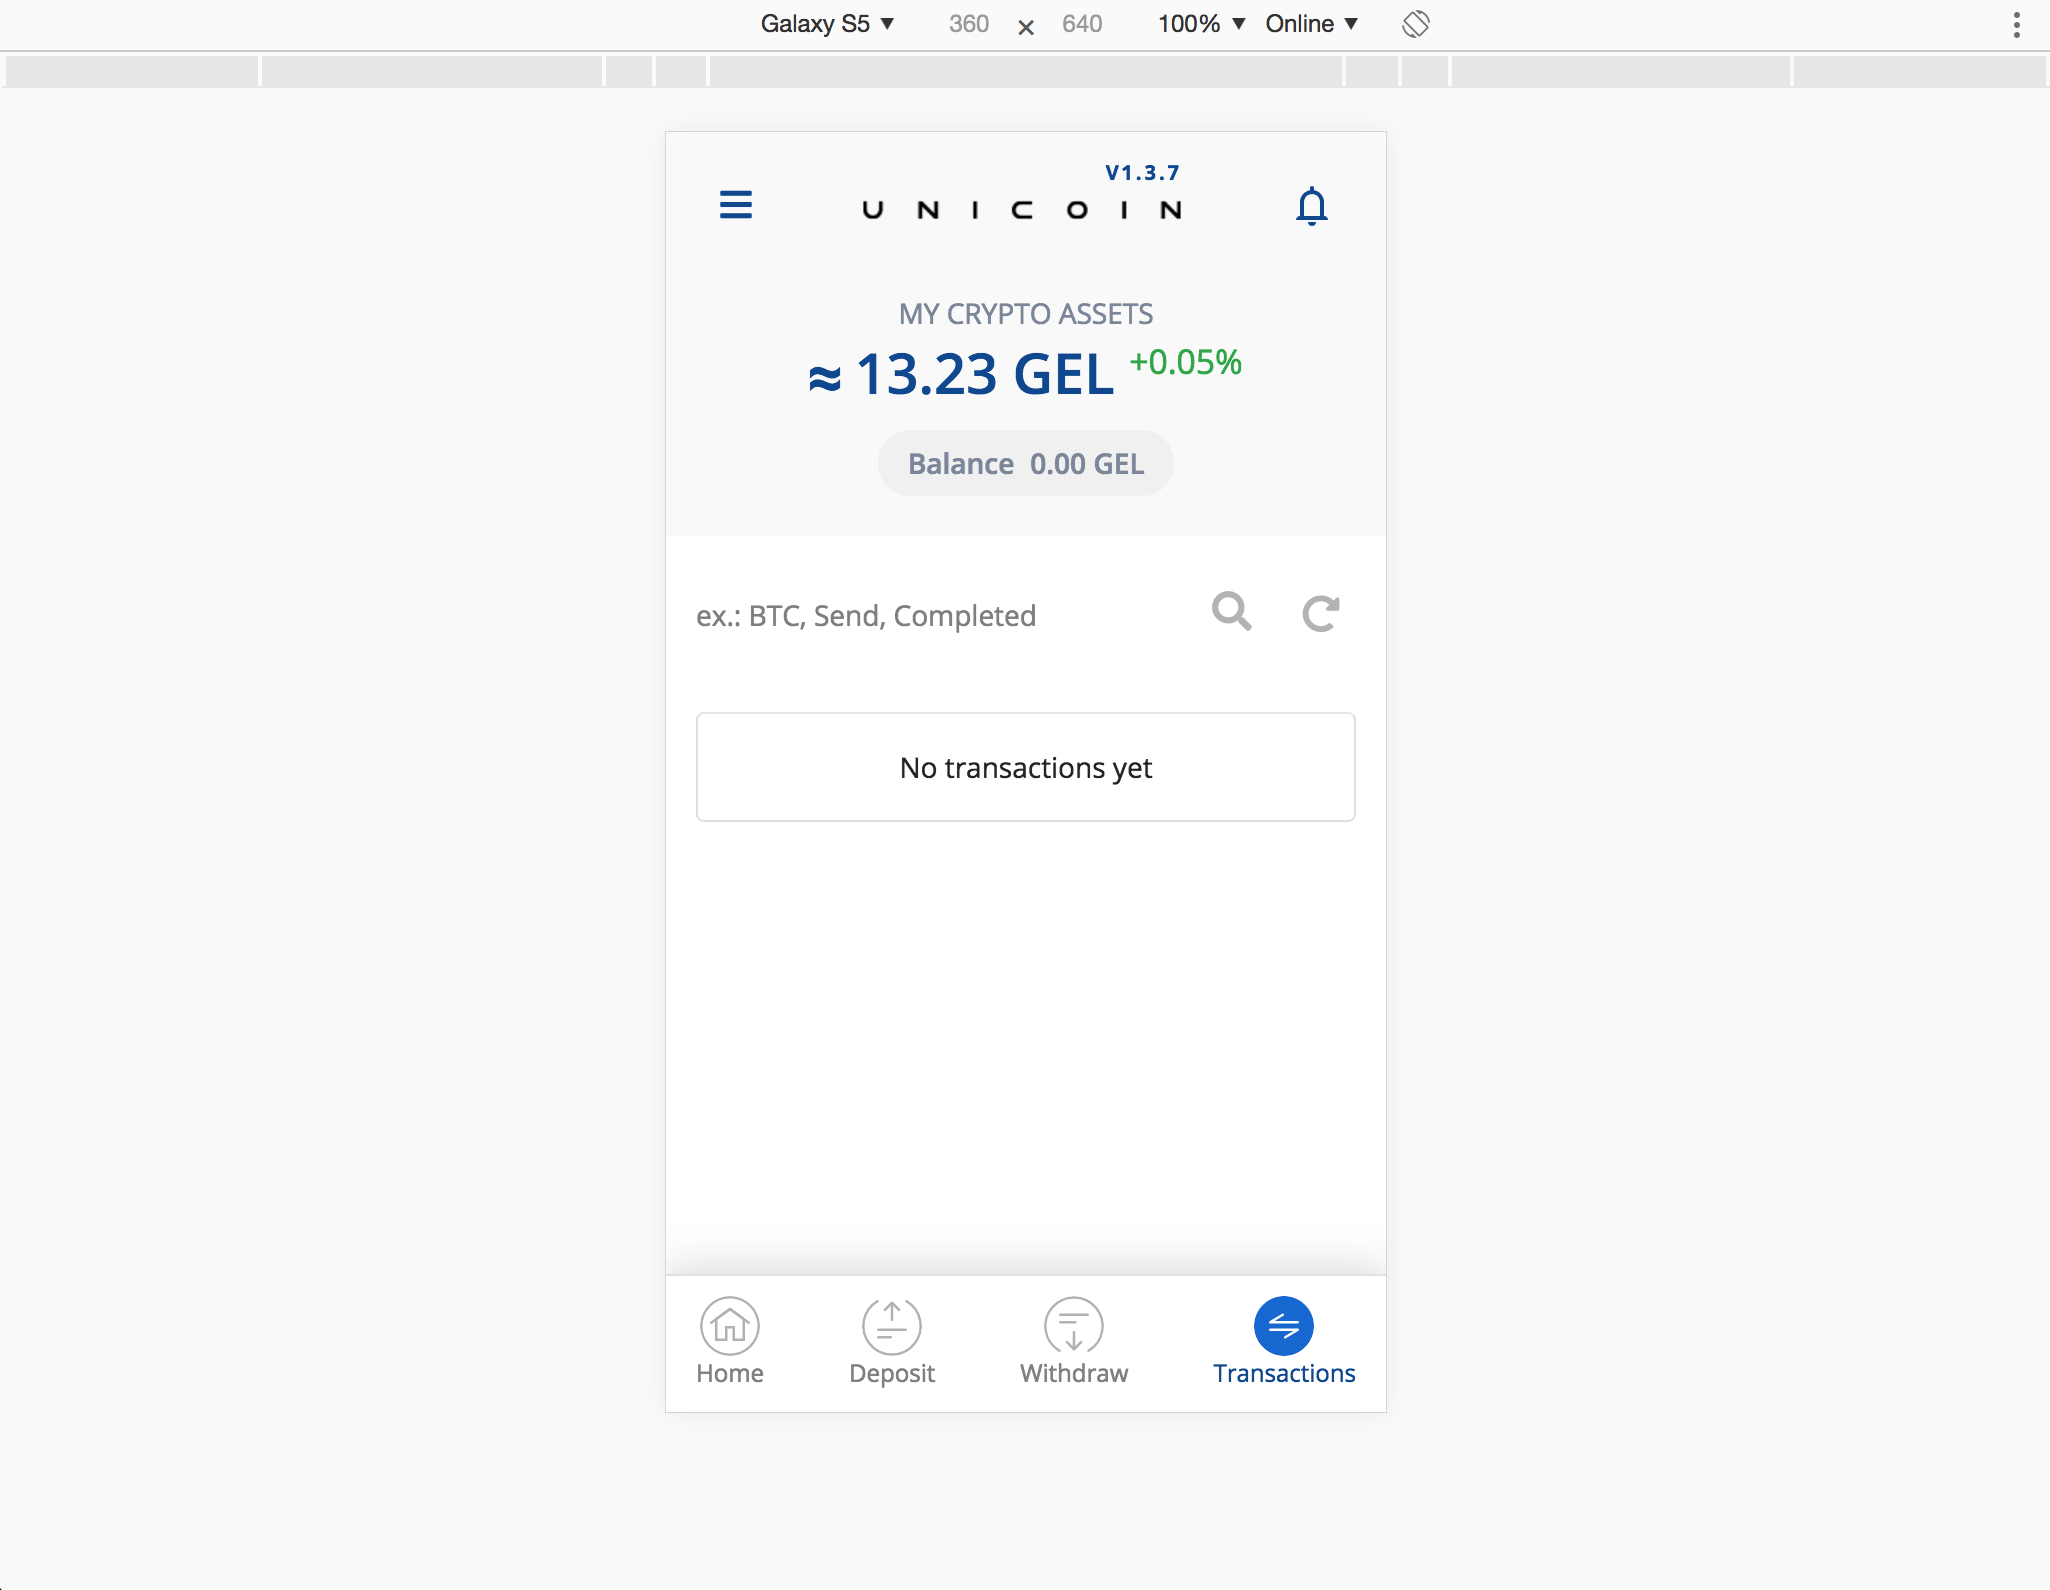 Galaxy S5 ▼ 360 × 640 100% ▼ Online ▼
V1.3.7
UNICOIN
MY CRYPTO ASSETS
≈ 13.23 GEL +0.05%
Balance 0.00 GEL
ex.: BTC, Send, Completed
No transactions yet
Home Deposit Withdraw Transactions